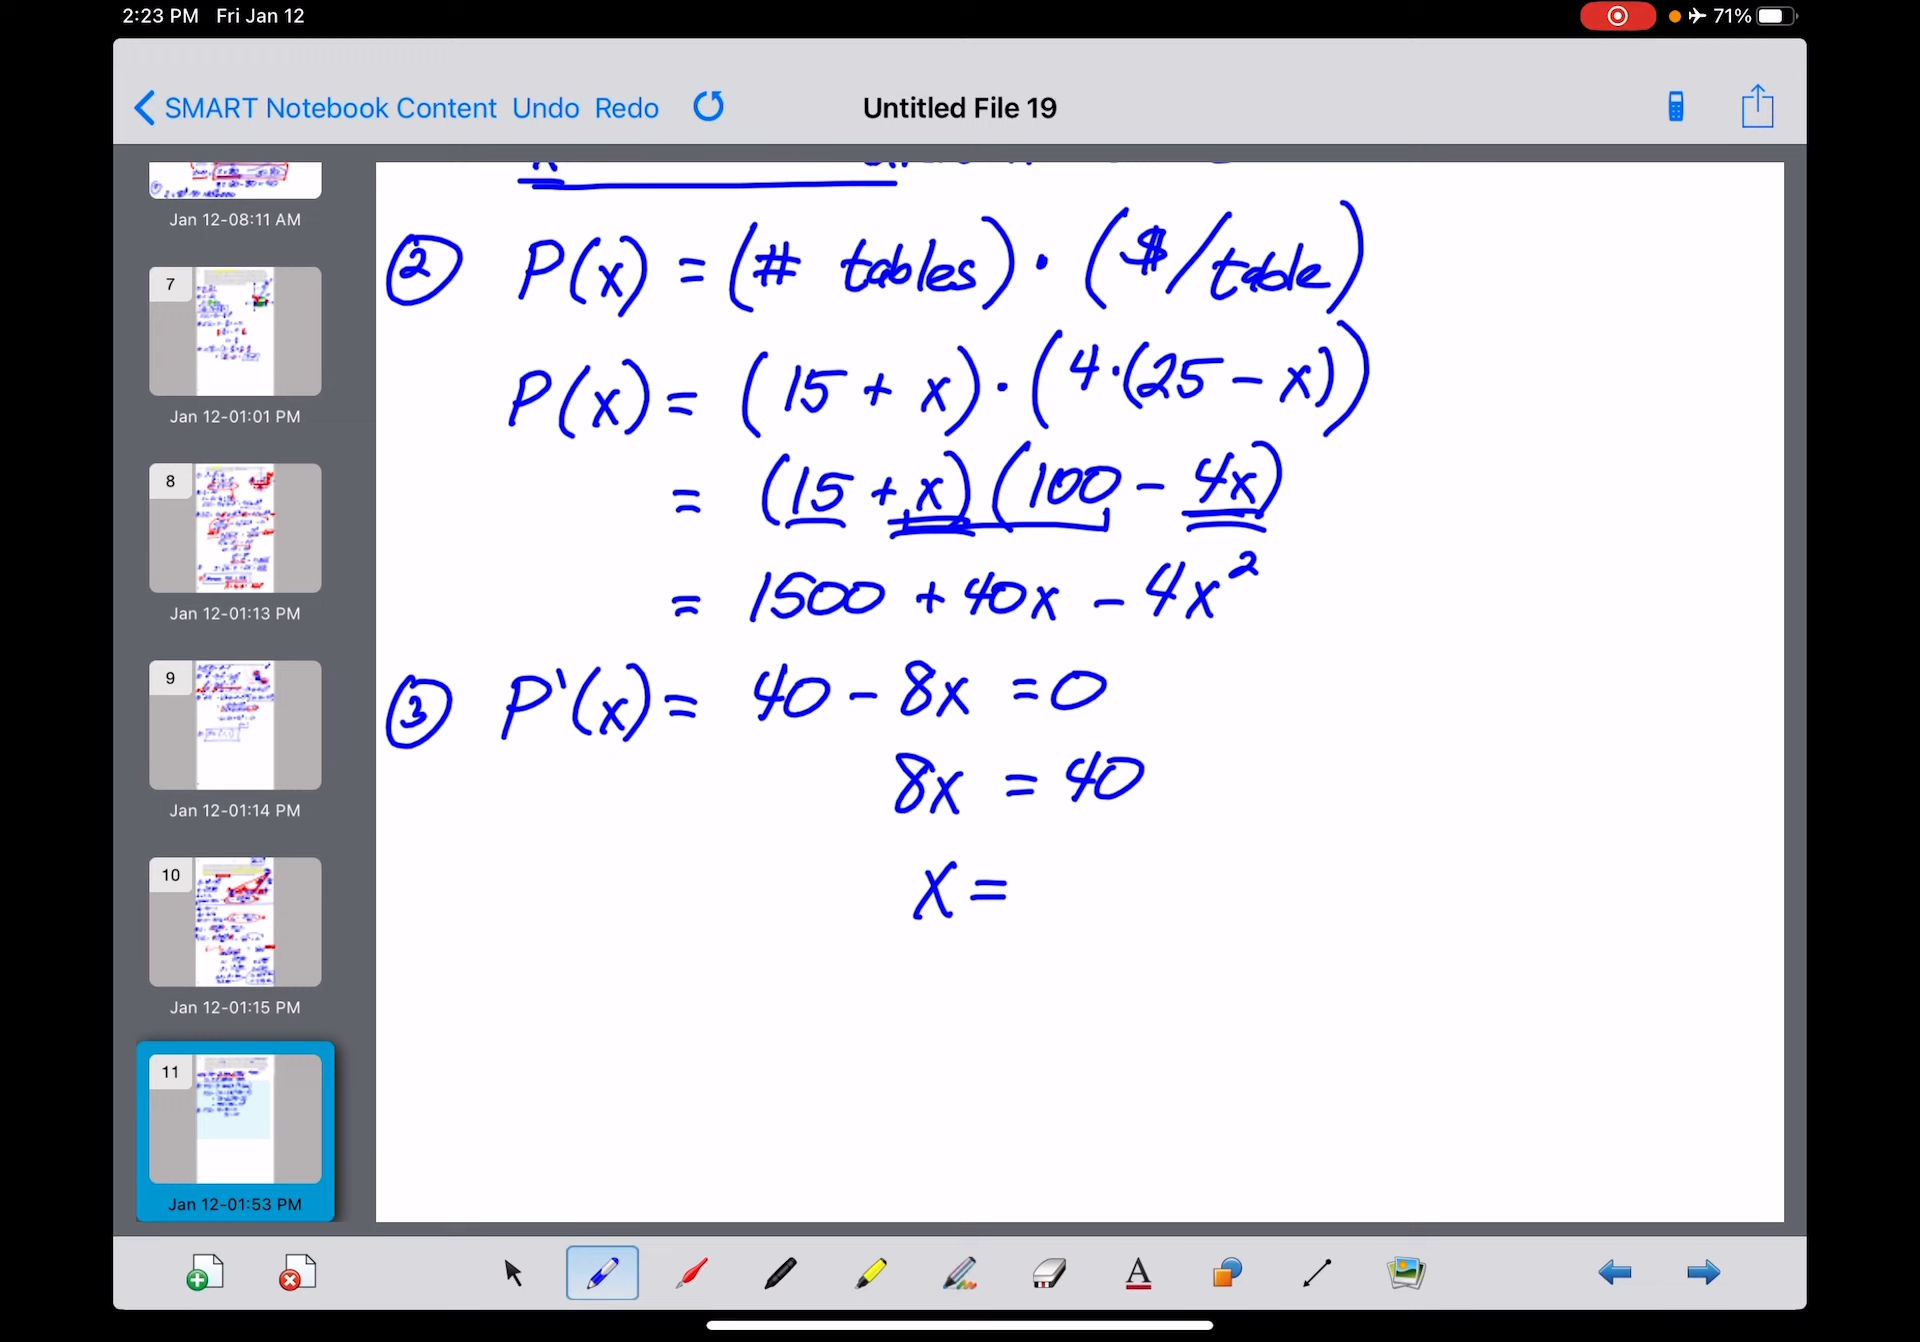 2:23 PM Fri Jan 12
71%
SMART Notebook Content Undo Redo
Untitled File 19
Jan 12-08:11 AM
7
Jan 12-01:01 PM
8
Jan 12-01:13 PM
9
Jan 12-01:14 PM
10
Jan 12-01:15 PM
11
Jan 12-01:53 PM
② P(x) = (# tables) · ($/table)
P(x) = (15 + x) · (4·(25 - x))
= (15 + x) (100 - 4x)
= 1500 + 40x - 4x²
③ P'(x) = 40 - 8x = 0
8x = 40
x =
A